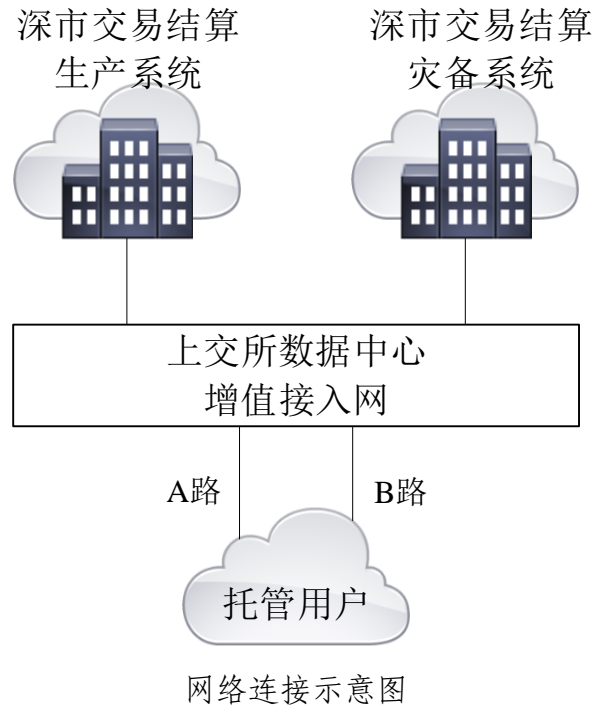 深市交易结算
生产系统
深市交易结算
灾备系统
上交所数据中心
增值接入网
A路
B路
托管用户
网络连接示意图